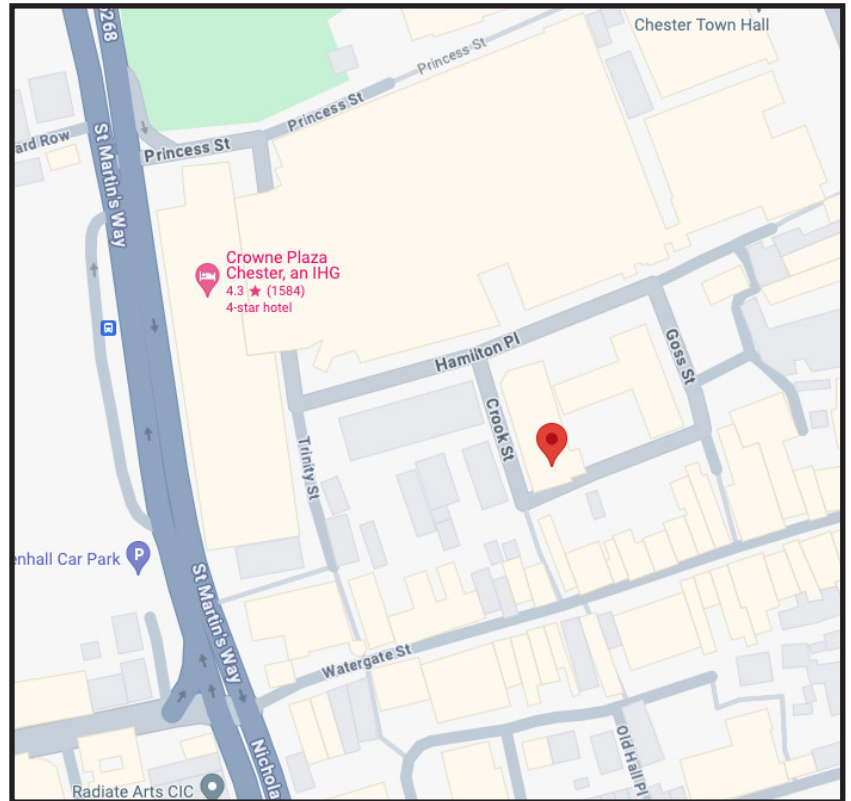 5268
Chester Town Hall
Princess St
Princess St
Princess St
ard Row
St Martin's Way
Crowne Plaza
Chester, an IHG
4.3 ★ (1584)
4-star hotel
Hamilton Pl
Goss St
Crook St
Trinity St
enhall Car Park
P
St Martin's Way
Watergate St
Nichola
Old Hall Pl
Radiate Arts CIC